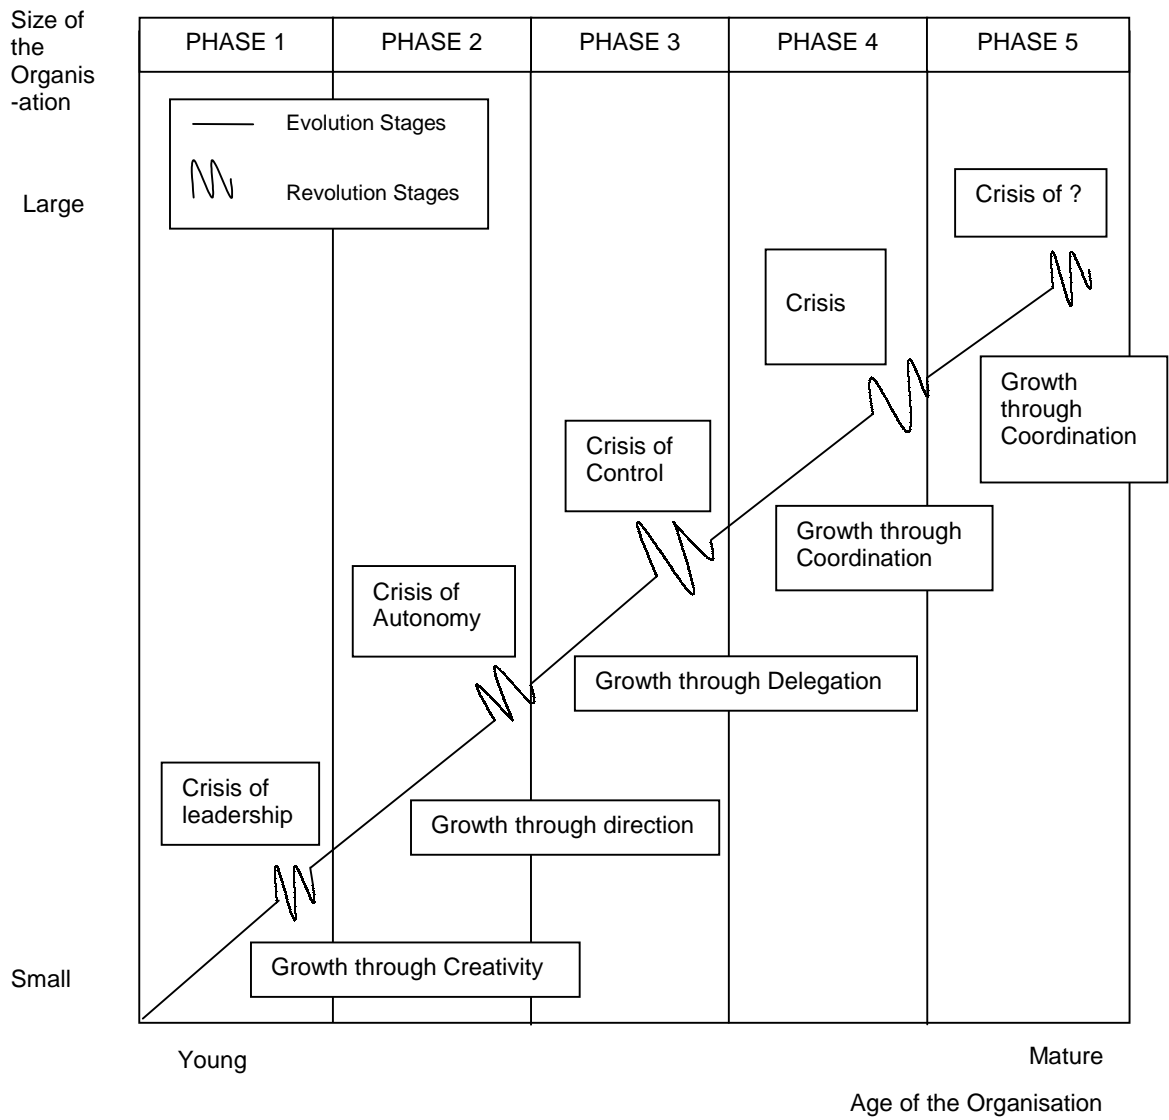 Size of
the
Organis
-ation
PHASE 1
PHASE 2
PHASE 3
PHASE 4
PHASE 5
Evolution Stages
Revolution Stages
Large
Crisis of ?
Crisis
Growth
through
Coordination
Crisis of
Control
Growth through
Coordination
Crisis of
Autonomy
Growth through Delegation
Crisis of
leadership
Growth through direction
Growth through Creativity
Small
Young
Mature
Age of the Organisation